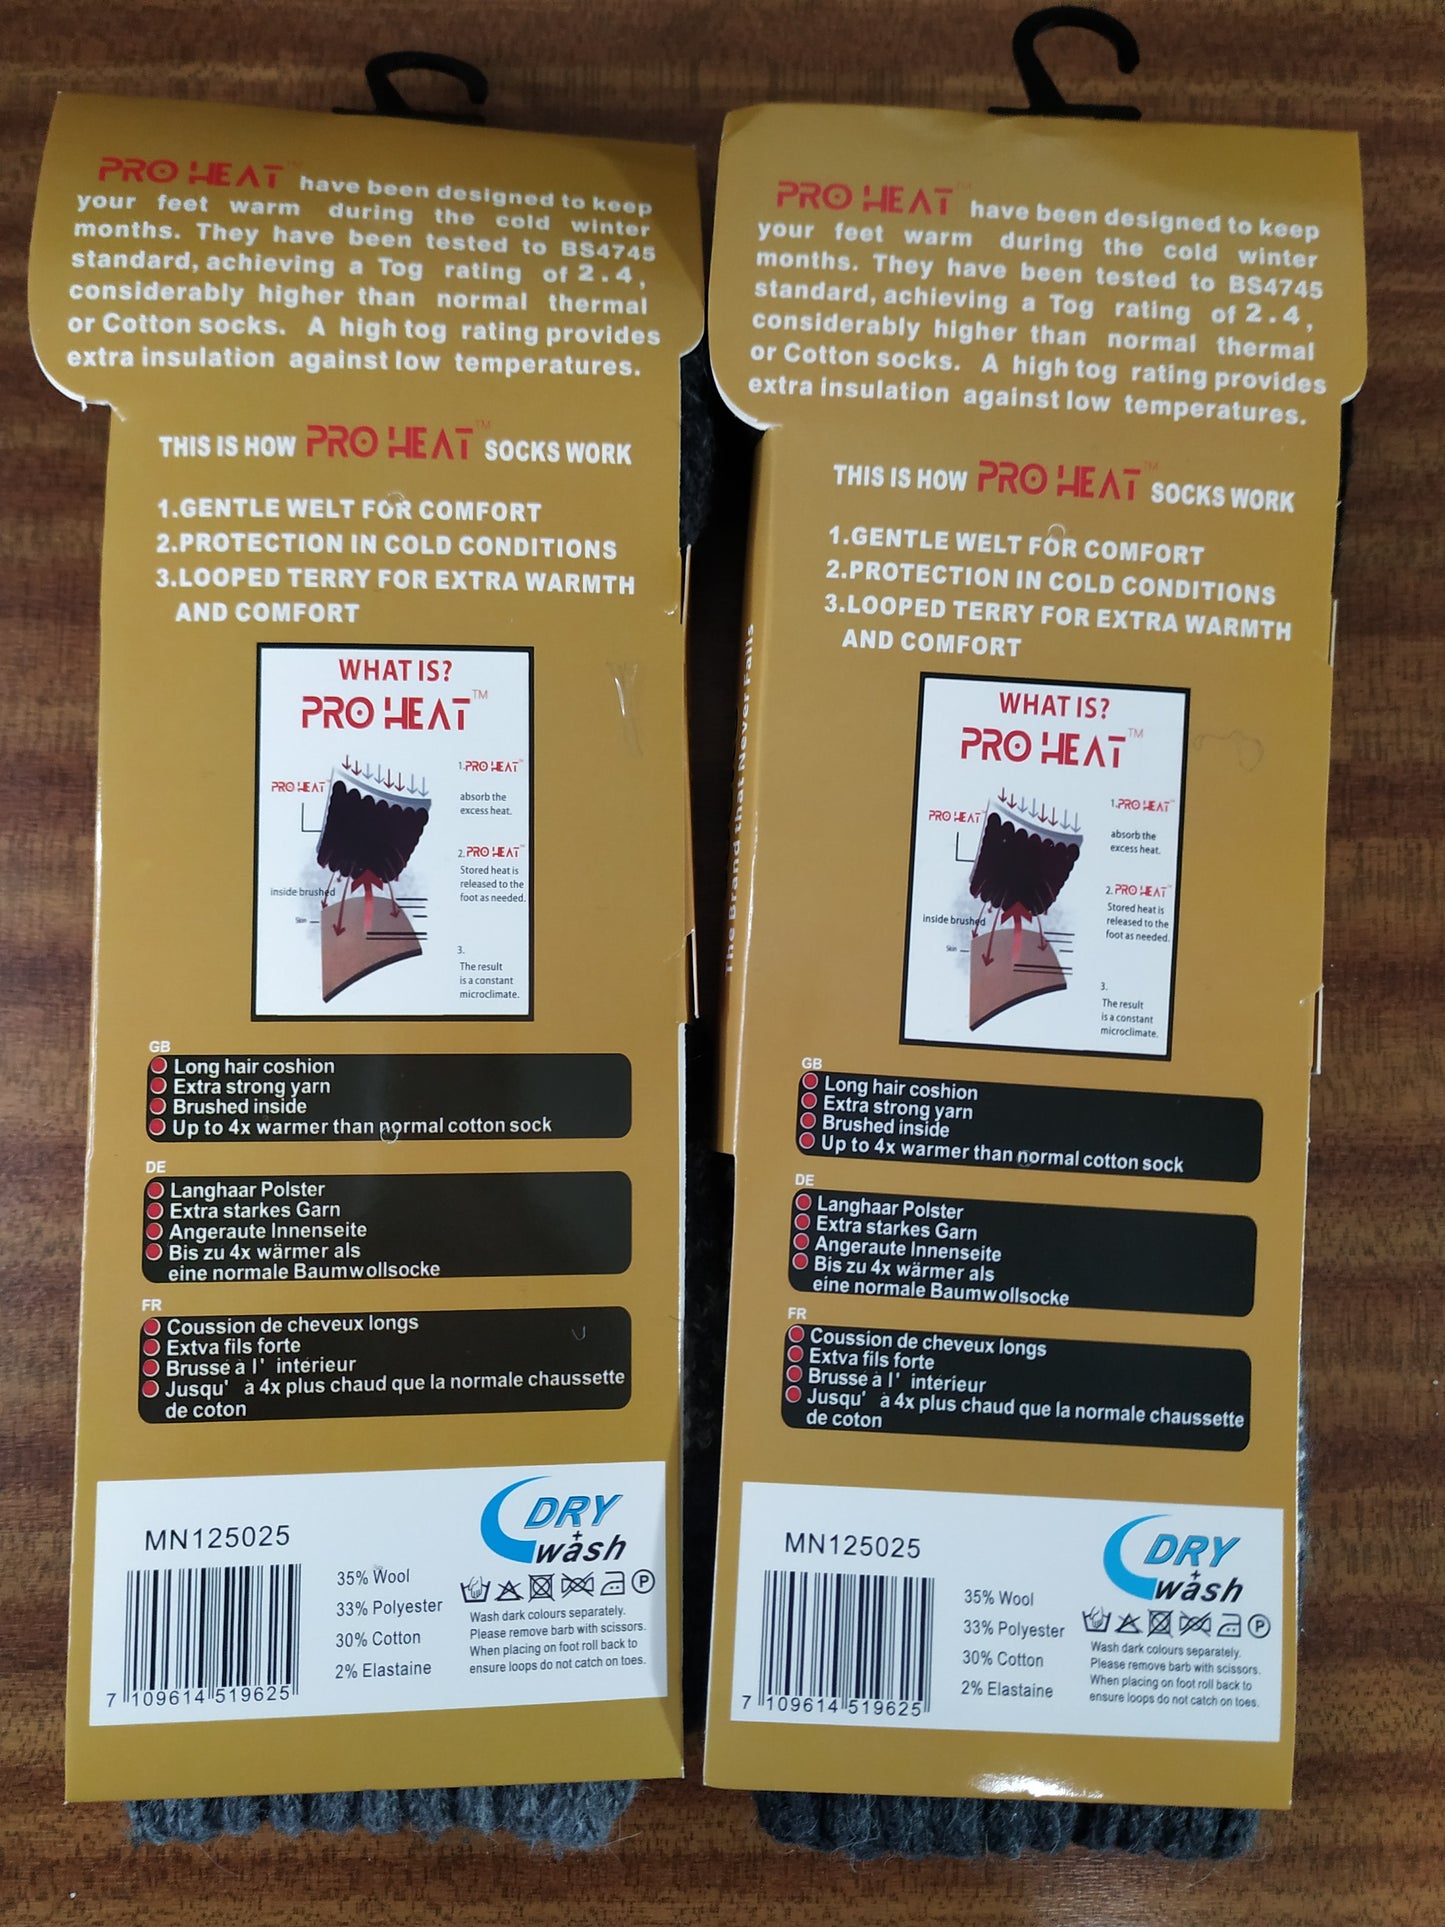 PRO HEAT™ have been designed to keep
your feet warm during the cold winter
months. They have been tested to BS4745
standard, achieving a Tog rating of 2.4,
considerably higher than normal thermal
or Cotton socks. A high tog rating provides
extra insulation against low temperatures.
THIS IS HOW PRO HEAT™ SOCKS WORK
1.GENTLE WELT FOR COMFORT
2.PROTECTION IN COLD CONDITIONS
3.LOOPED TERRY FOR EXTRA WARMTH
AND COMFORT
WHAT IS?
PRO HEAT™
PRO HEAT™
inside brushed
Skin
1.PRO HEAT™
absorb the
excess heat.
2.PRO HEAT™
Stored heat is
released to the
foot as needed.
3.
The result
is a constant
microclimate.
GB
Long hair coshion
Extra strong yarn
Brushed inside
Up to 4x warmer than normal cotton sock
DE
Langhaar Polster
Extra starkes Garn
Angeraute Innenseite
Bis zu 4x wärmer als
eine normale Baumwollsocke
FR
Coussion de cheveux longs
Extva fils forte
Brusse à l' intérieur
Jusqu' à 4x plus chaud que la normale chaussette
de coton
MN125025
7 109614 519625
35% Wool
33% Polyester
30% Cotton
2% Elastaine
DRY
+
wash
P
Wash dark colours separately.
Please remove barb with scissors.
When placing on foot roll back to
ensure loops do not catch on toes.
PRO HEAT™ have been designed to keep
your feet warm during the cold winter
months. They have been tested to BS4745
standard, achieving a Tog rating of 2.4,
considerably higher than normal thermal
or Cotton socks. A high tog rating provides
extra insulation against low temperatures.
THIS IS HOW PRO HEAT™ SOCKS WORK
1.GENTLE WELT FOR COMFORT
2.PROTECTION IN COLD CONDITIONS
3.LOOPED TERRY FOR EXTRA WARMTH
AND COMFORT
The Brand that Never Fails
WHAT IS?
PRO HEAT™
PRO HEAT™
inside brushed
Skin
1.PRO HEAT™
absorb the
excess heat.
2.PRO HEAT™
Stored heat is
released to the
foot as needed.
3.
The result
is a constant
microclimate.
GB
Long hair coshion
Extra strong yarn
Brushed inside
Up to 4x warmer than normal cotton sock
DE
Langhaar Polster
Extra starkes Garn
Angeraute Innenseite
Bis zu 4x wärmer als
eine normale Baumwollsocke
FR
Coussion de cheveux longs
Extva fils forte
Brusse à l' intérieur
Jusqu' à 4x plus chaud que la normale chaussette
de coton
MN125025
7 109614 519625
35% Wool
33% Polyester
30% Cotton
2% Elastaine
DRY
+
wash
P
Wash dark colours separately.
Please remove barb with scissors.
When placing on foot roll back to
ensure loops do not catch on toes.